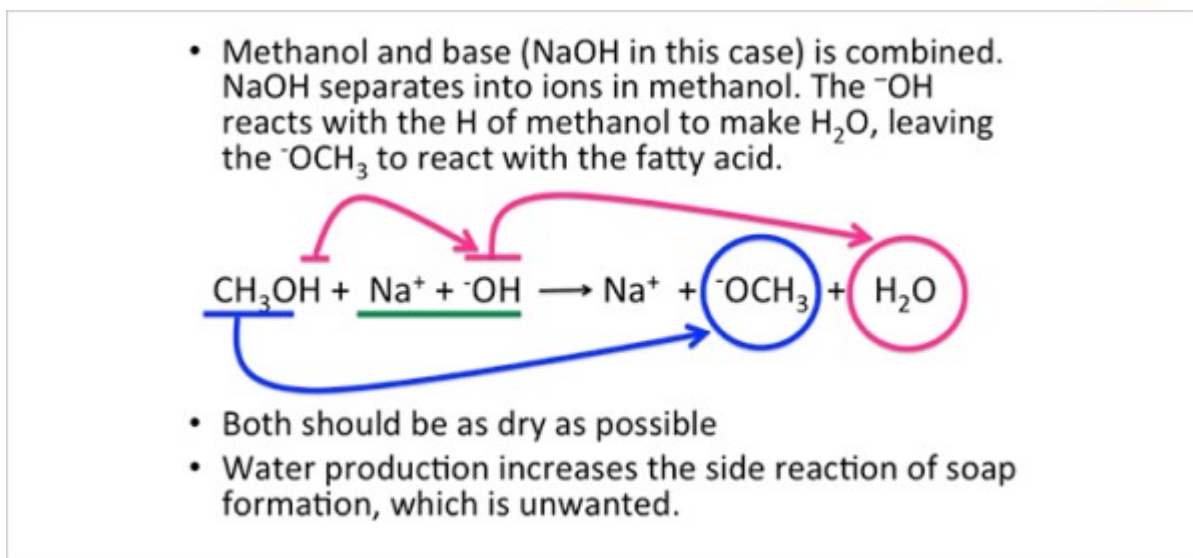 • Methanol and base (NaOH in this case) is combined.
NaOH separates into ions in methanol. The ⁻OH
reacts with the H of methanol to make H₂O, leaving
the ⁻OCH₃ to react with the fatty acid.
CH₃OH + Na⁺ + ⁻OH ⟶ Na⁺ + ⁻OCH₃ + H₂O
• Both should be as dry as possible
• Water production increases the side reaction of soap
formation, which is unwanted.